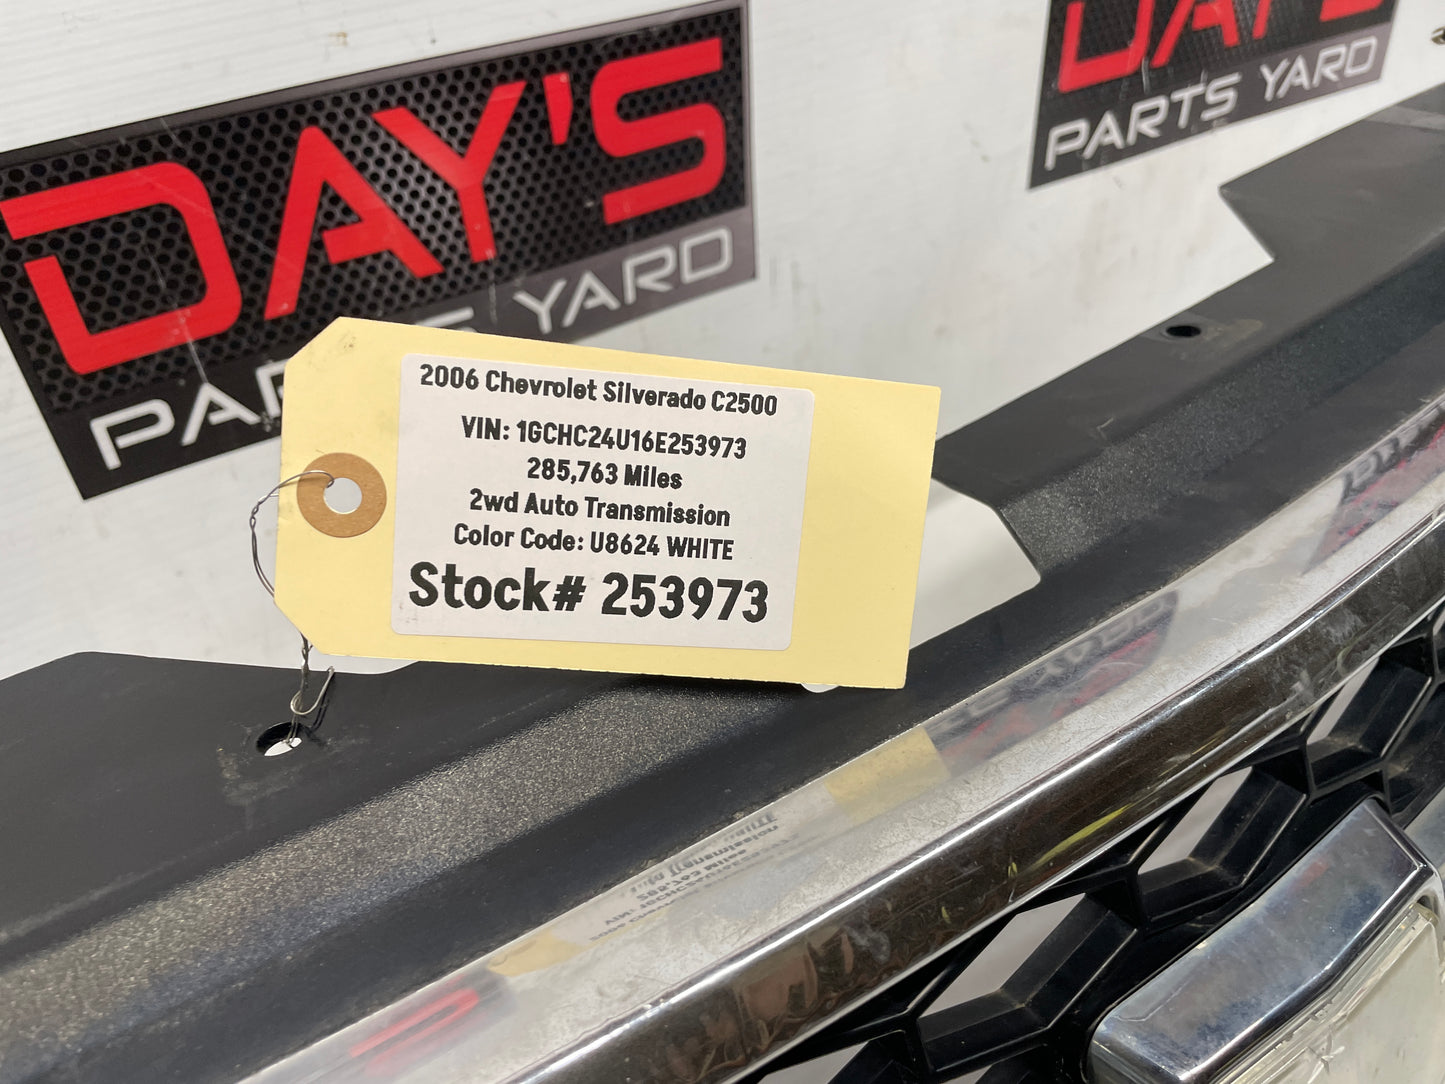 DAY'S
PARTS YARD
DAY'S
PARTS YARD
2006 Chevrolet Silverado C2500
VIN: 1GCHC24U16E253973
285,763 Miles
2wd Auto Transmission
Color Code: U8624 WHITE
Stock# 253973